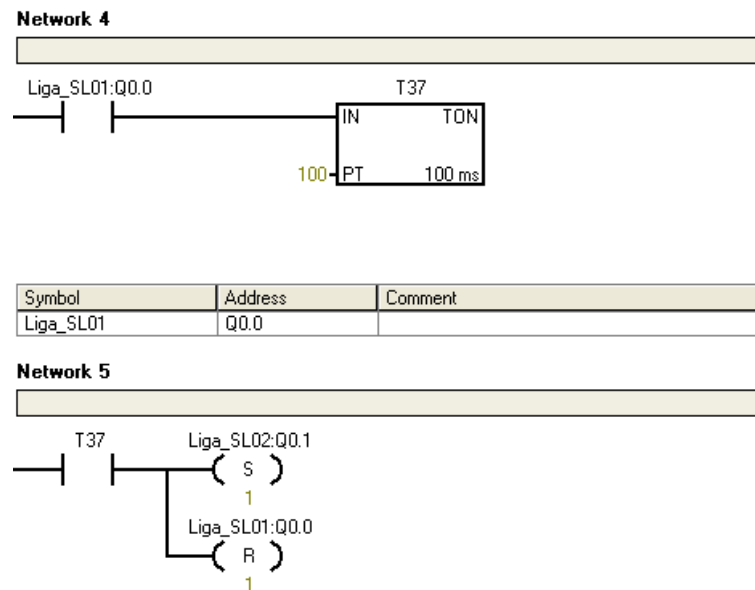 Network 4
Liga_SL01:Q0.0 T37
IN TON
100 PT 100 ms
Symbol Address Comment
Liga_SL01 Q0.0
Network 5
T37 Liga_SL02:Q0.1
S
1
Liga_SL01:Q0.0
R
1